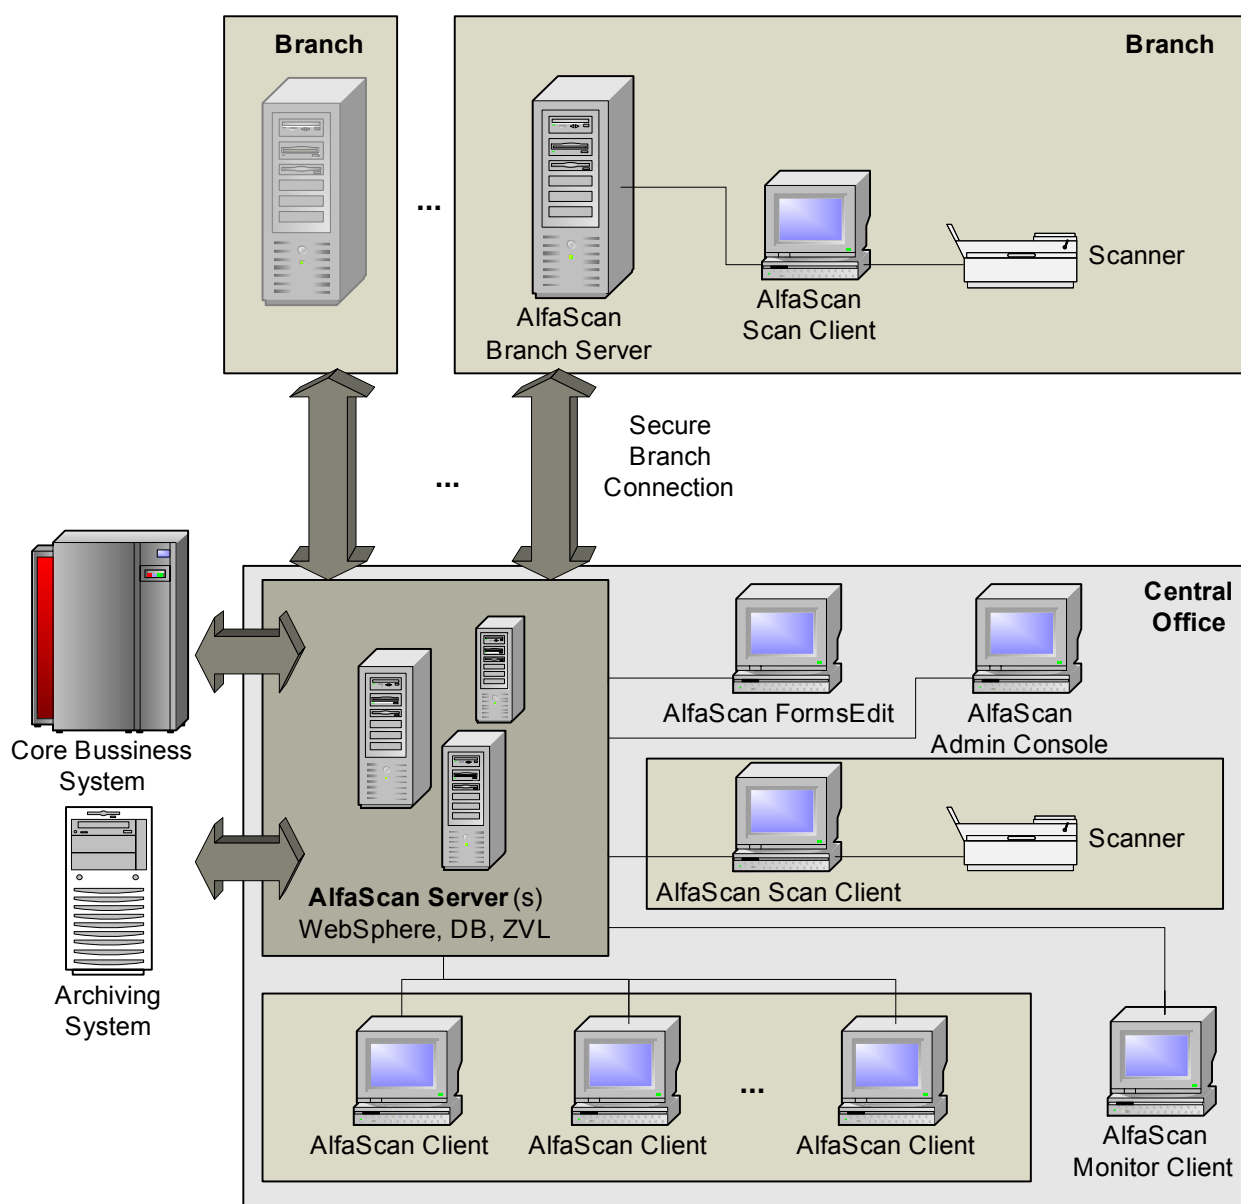 Branch
Branch
...
Scanner
AlfaScan
Branch Server
AlfaScan
Scan Client
Secure
Branch
Connection
...
Central
Office
AlfaScan FormsEdit
AlfaScan
Admin Console
Core Bussiness
System
Scanner
AlfaScan Scan Client
AlfaScan Server (s)
WebSphere, DB, ZVL
Archiving
System
...
AlfaScan Client
AlfaScan Client
AlfaScan Client
AlfaScan
Monitor Client